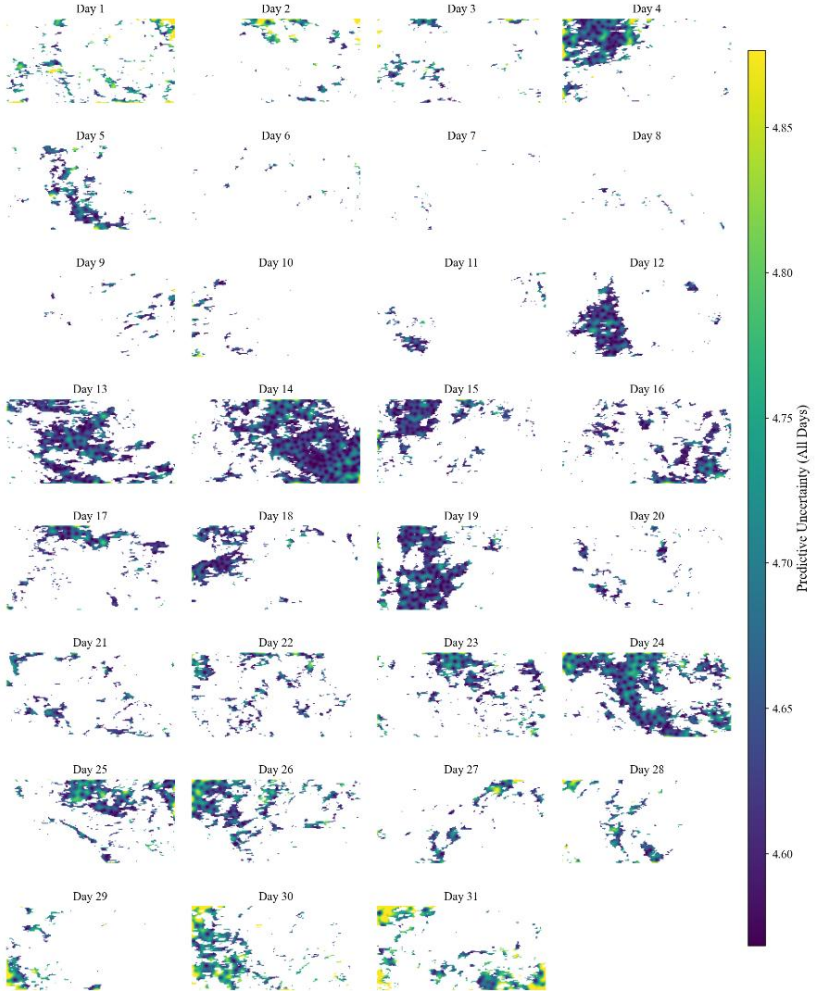 Day 1 Day 2 Day 3 Day 4
Day 5 Day 6 Day 7 Day 8
Day 9 Day 10 Day 11 Day 12
Day 13 Day 14 Day 15 Day 16
Day 17 Day 18 Day 19 Day 20
Day 21 Day 22 Day 23 Day 24
Day 25 Day 26 Day 27 Day 28
Day 29 Day 30 Day 31
4.85
4.80
4.75
4.70
4.65
4.60
Predictive Uncertainty (All Days)